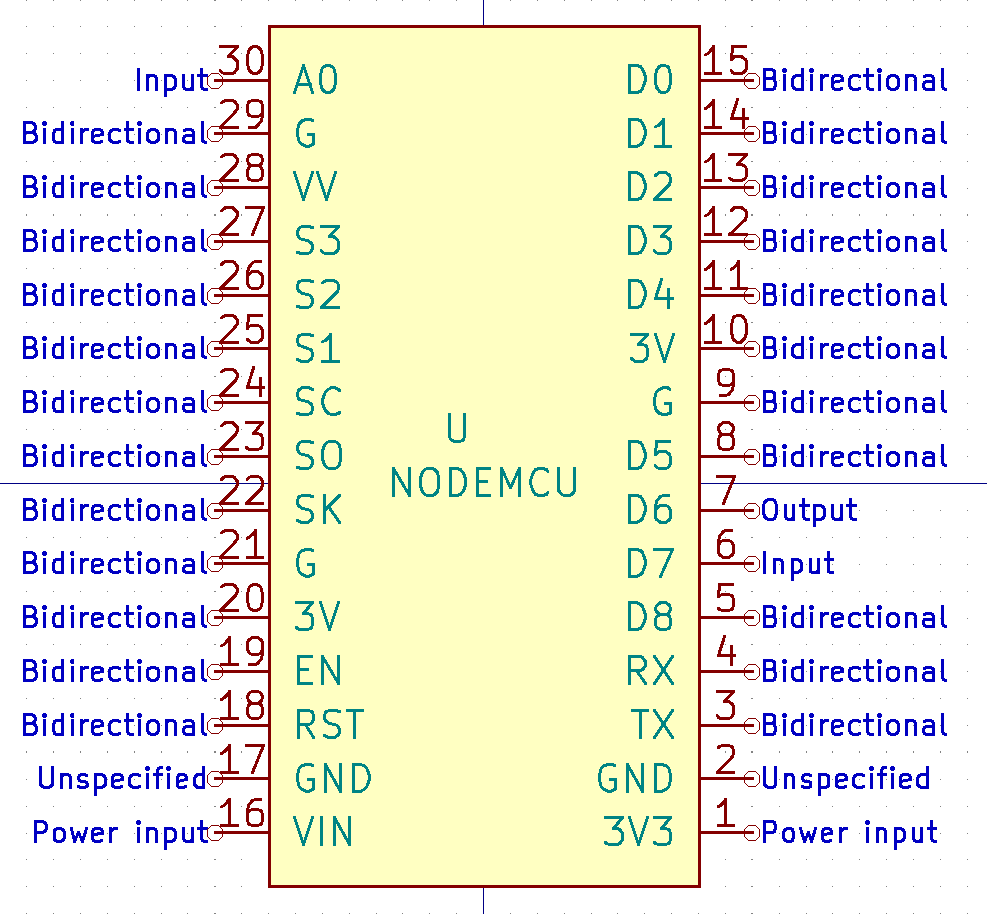 Input 30 A0 D0 15 Bidirectional
Bidirectional 29 G D1 14 Bidirectional
Bidirectional 28 VV D2 13 Bidirectional
Bidirectional 27 S3 D3 12 Bidirectional
Bidirectional 26 S2 D4 11 Bidirectional
Bidirectional 25 S1 3V 10 Bidirectional
Bidirectional 24 SC G 9 Bidirectional
U
Bidirectional 23 SO D5 8 Bidirectional
NODEMCU
Bidirectional 22 SK D6 7 Output
Bidirectional 21 G D7 6 Input
Bidirectional 20 3V D8 5 Bidirectional
Bidirectional 19 EN RX 4 Bidirectional
Bidirectional 18 RST TX 3 Bidirectional
Unspecified 17 GND GND 2 Unspecified
Power input 16 VIN 3V3 1 Power input